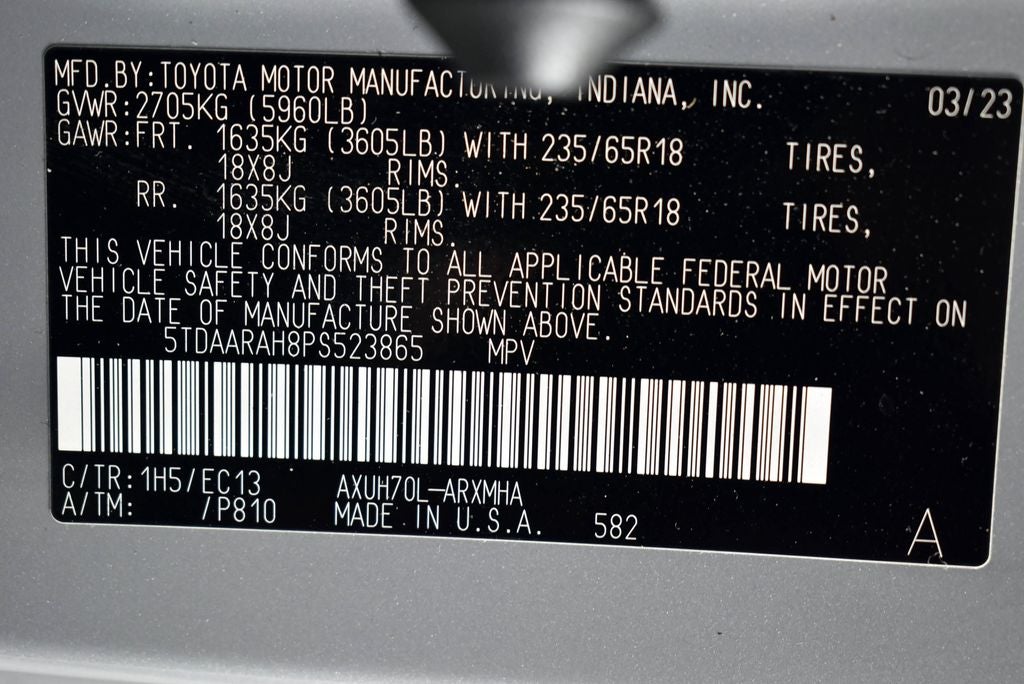 MFD.BY:TOYOTA MOTOR MANUFACTURING, INDIANA, INC. 03/23
GVWR:2705KG (5960LB)
GAWR:FRT. 1635KG (3605LB) WITH 235/65R18 TIRES,
18X8J RIMS.
RR. 1635KG (3605LB) WITH 235/65R18 TIRES,
18X8J RIMS.
THIS VEHICLE CONFORMS TO ALL APPLICABLE FEDERAL MOTOR
VEHICLE SAFETY AND THEFT PREVENTION STANDARDS IN EFFECT ON
THE DATE OF MANUFACTURE SHOWN ABOVE.
5TDAARAH8PS523865 MPV
C/TR:1H5/EC13 AXUH70L-ARXMHA
A/TM: /P810 MADE IN U.S.A. 582 A